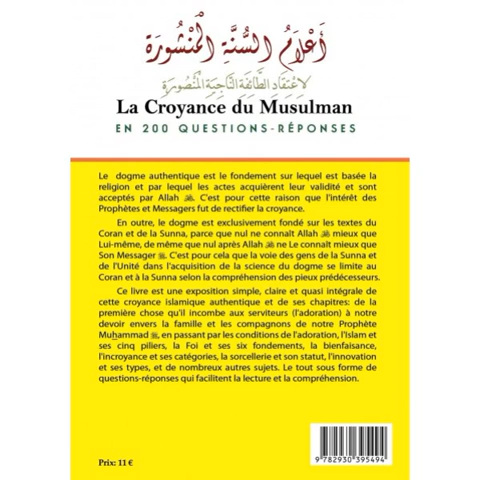 أَعْلَامُ السُّنَّةِ الْمَنْشُورَة
لِاعْتِقَادِ الطَّائِفَةِ النَّاجِيَةِ الْمَنْصُورَة
La Croyance du Musulman
EN 200 QUESTIONS-RÉPONSES
Le dogme authentique est le fondement sur lequel est basée la
religion et par lequel les actes acquièrent leur validité et sont
acceptés par Allah ﷻ. C'est pour cette raison que l'intérêt des
Prophètes et Messagers fut de rectifier la croyance.
En outre, le dogme est exclusivement fondé sur les textes du
Coran et de la Sunna, parce que nul ne connaît Allah ﷻ mieux que
Lui-même, de même que nul après Allah ﷻ ne Le connaît mieux que
Son Messager ﷺ. C'est pour cela que la voie des gens de la Sunna et
de l'Unité dans l'acquisition de la science du dogme se limite au
Coran et à la Sunna selon la compréhension des pieux prédécesseurs.
Ce livre est une exposition simple, claire et quasi intégrale de
cette croyance islamique authentique et de ses chapitres: de la
première chose qu'il incombe aux serviteurs (l'adoration) à notre
devoir envers la famille et les compagnons de notre Prophète
Muhammad ﷺ, en passant par les conditions de l'adoration, l'Islam et
ses cinq piliers, la Foi et ses six fondements, la bienfaisance,
l'incroyance et ses catégories, la sorcellerie et son statut, l'innovation
et ses types, et de nombreux autres sujets. Le tout sous forme de
questions-réponses qui facilitent la lecture et la compréhension.
9 782930 395494
Prix: 11 €